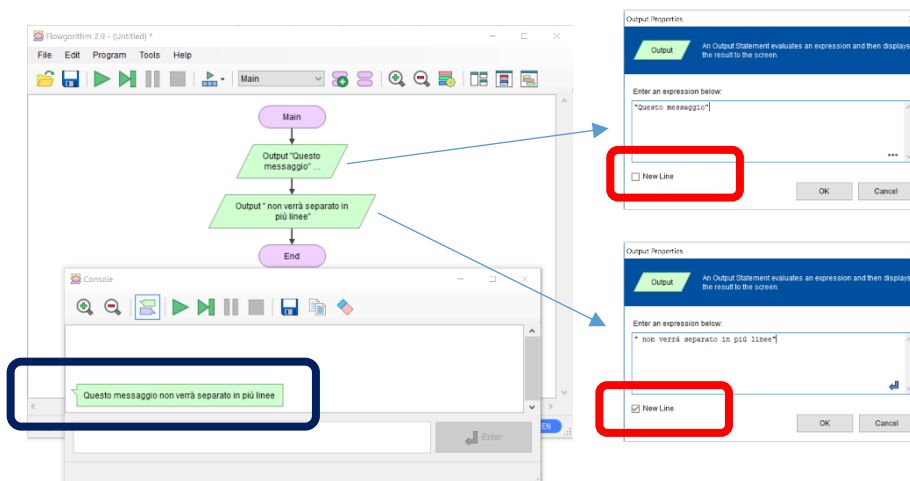 Flowgorithm 2.9 - (Untitled) *
File Edit Program Tools Help
Main
Main
Output "Questo
messaggio" ...
Output " non verrà separato in
piú linee"
End
Console
Questo messaggio non verrà separato in piú linee
Enter
EN
Output Properties
Output
An Output Statement evaluates an expression and then displays
the result to the screen.
Enter an expression below:
"Questo messaggio"
New Line
OK Cancel
Output Properties
Output
An Output Statement evaluates an expression and then displays
the result to the screen.
Enter an expression below:
" non verrà separato in piú linee"
New Line
OK Cancel